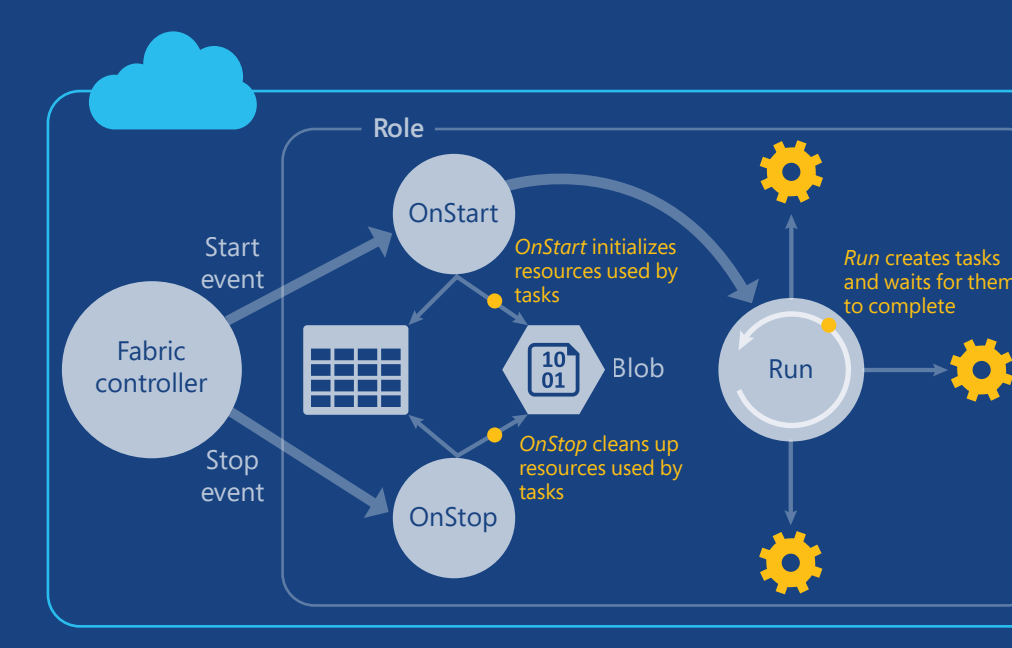 Role
OnStart
Start
event
OnStart initializes
resources used by
tasks
Run creates tasks
and waits for them
to complete
Fabric
controller
10
01
Blob
Run
Stop
event
OnStop cleans up
resources used by
tasks
OnStop